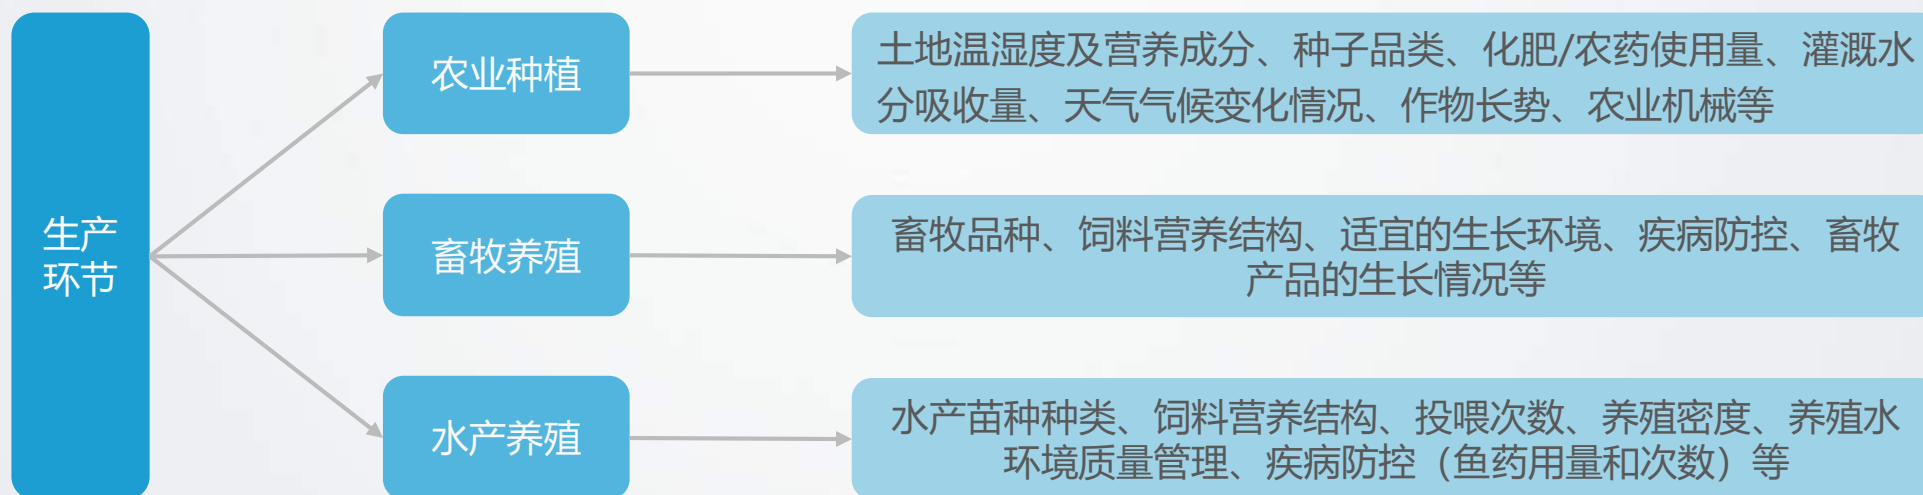 生产
环节
农业种植
土地温湿度及营养成分、种子品类、化肥/农药使用量、灌溉水
分吸收量、天气气候变化情况、作物长势、农业机械等
畜牧养殖
畜牧品种、饲料营养结构、适宜的生长环境、疾病防控、畜牧
产品的生长情况等
水产养殖
水产苗种种类、饲料营养结构、投喂次数、养殖密度、养殖水
环境质量管理、疾病防控（鱼药用量和次数）等